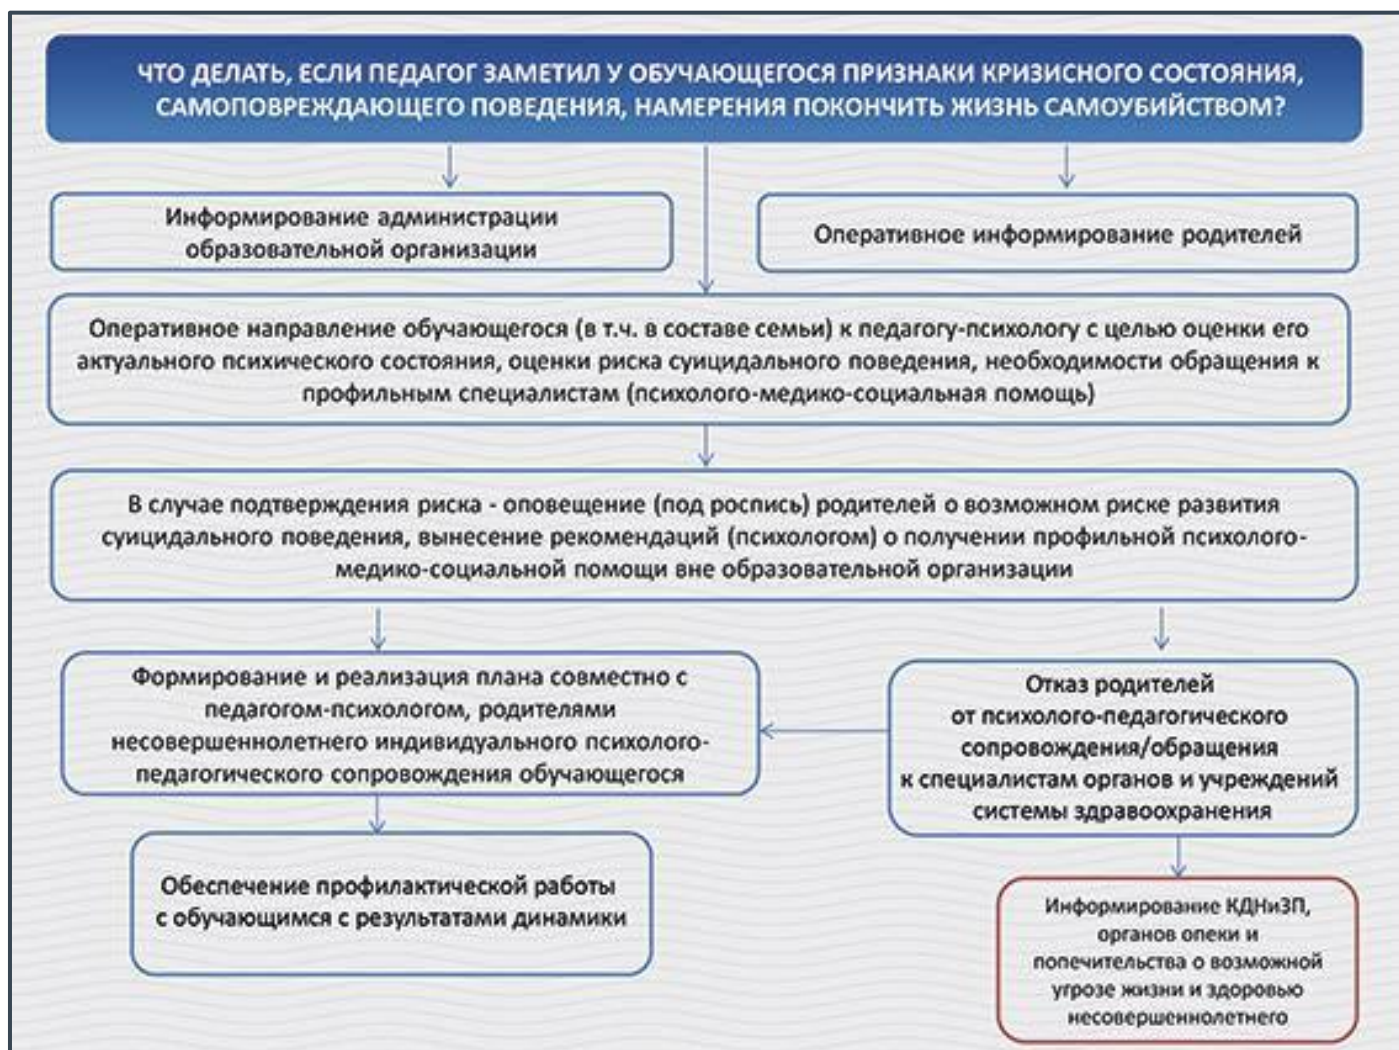 ЧТО ДЕЛАТЬ, ЕСЛИ ПЕДАГОГ ЗАМЕТИЛ У ОБУЧАЮЩЕГОСЯ ПРИЗНАКИ КРИЗИСНОГО СОСТОЯНИЯ,
САМОПОВРЕЖДАЮЩЕГО ПОВЕДЕНИЯ, НАМЕРЕНИЯ ПОКОНЧИТЬ ЖИЗНЬ САМОУБИЙСТВОМ?
Информирование администрации
образовательной организации
Оперативное информирование родителей
Оперативное направление обучающегося (в т.ч. в составе семьи) к педагогу-психологу с целью оценки его
актуального психического состояния, оценки риска суицидального поведения, необходимости обращения к
профильным специалистам (психолого-медико-социальная помощь)
В случае подтверждения риска - оповещение (под роспись) родителей о возможном риске развития
суицидального поведения, вынесение рекомендаций (психологом) о получении профильной психолого-
медико-социальной помощи вне образовательной организации
Формирование и реализация плана совместно с
педагогом-психологом, родителями
несовершеннолетнего индивидуального психолого-
педагогического сопровождения обучающегося
Отказ родителей
от психолого-педагогического
сопровождения/обращения
к специалистам органов и учреждений
системы здравоохранения
Обеспечение профилактической работы
с обучающимся с результатами динамики
Информирование КДНиЗП,
органов опеки и
попечительства о возможной
угрозе жизни и здоровью
несовершеннолетнего